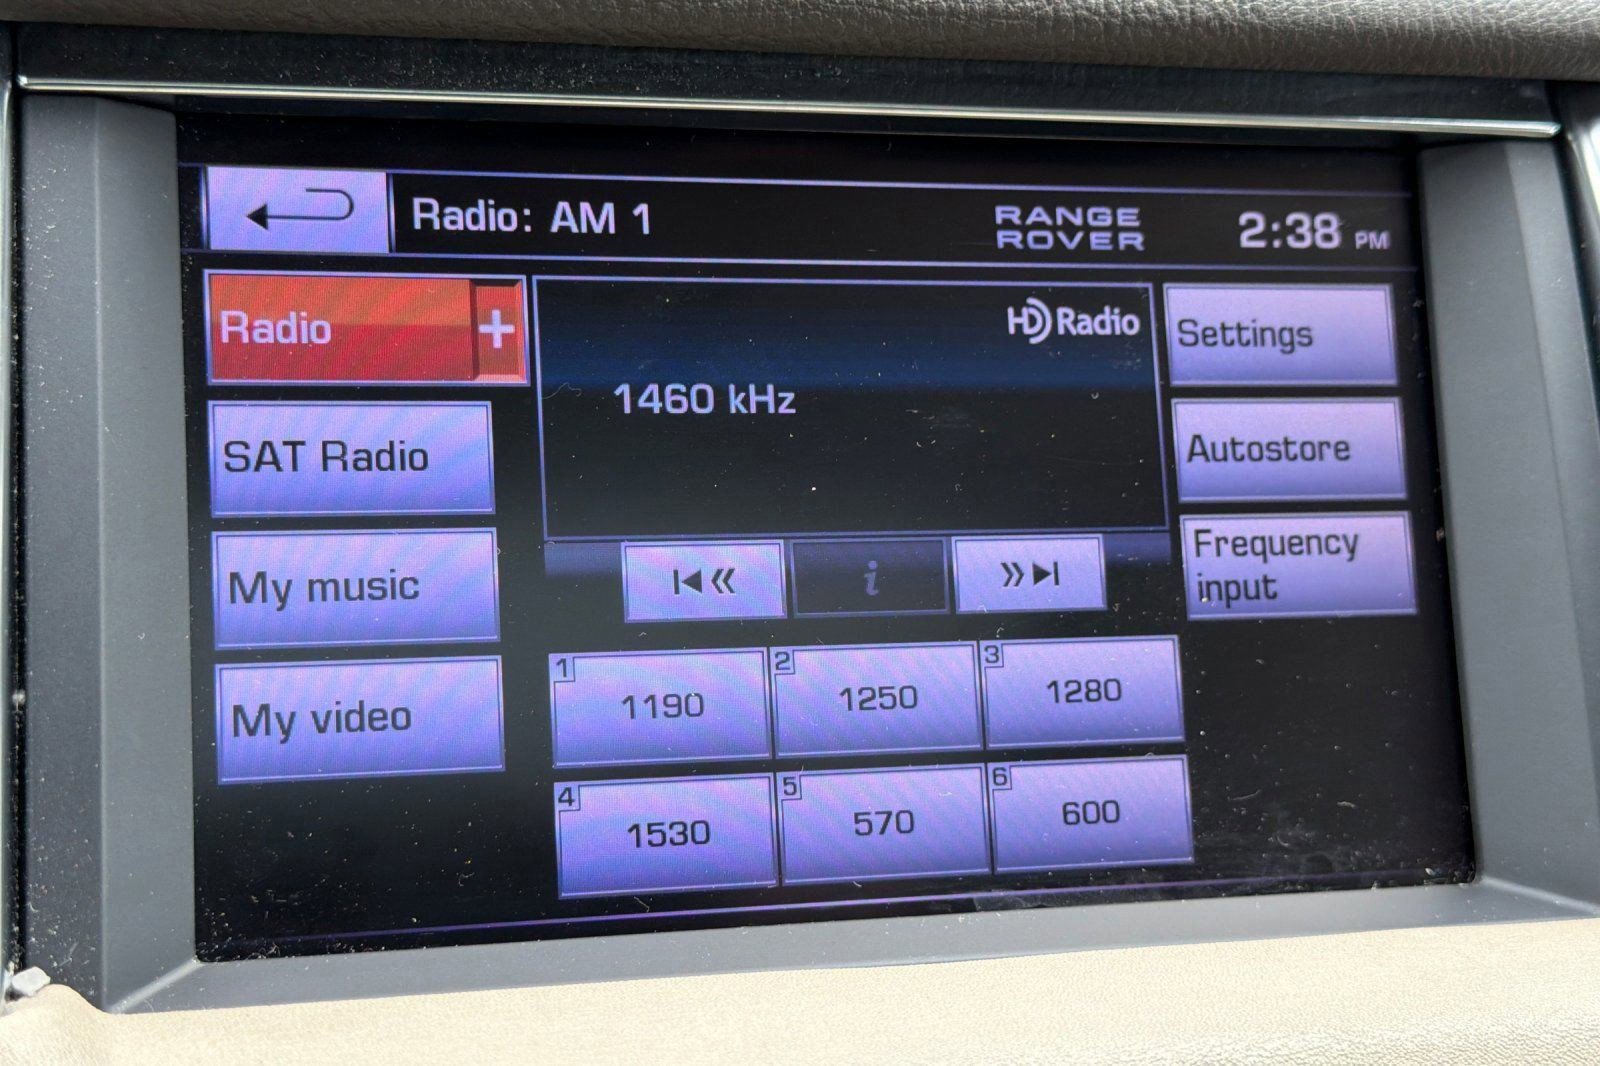 Radio: AM 1
RANGE
ROVER
2:38 PM
Radio +
HD Radio
1460 kHz
Settings
SAT Radio
Autostore
My music
i
Frequency
input
My video
1 1190
2 1250
3 1280
4 1530
5 570
6 600